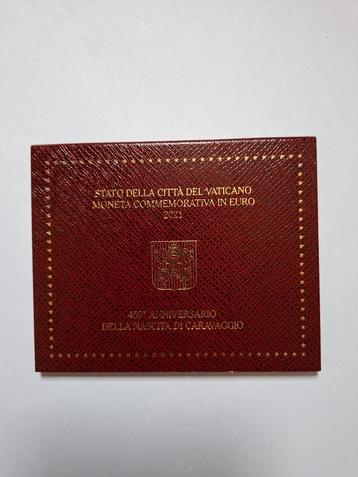 STATO DELLA CITTÀ DEL VATICANO
MONETA COMMEMORATIVA IN EURO
2021
450° ANNIVERSARIO
DELLA NASCITA DI CARAVAGGIO